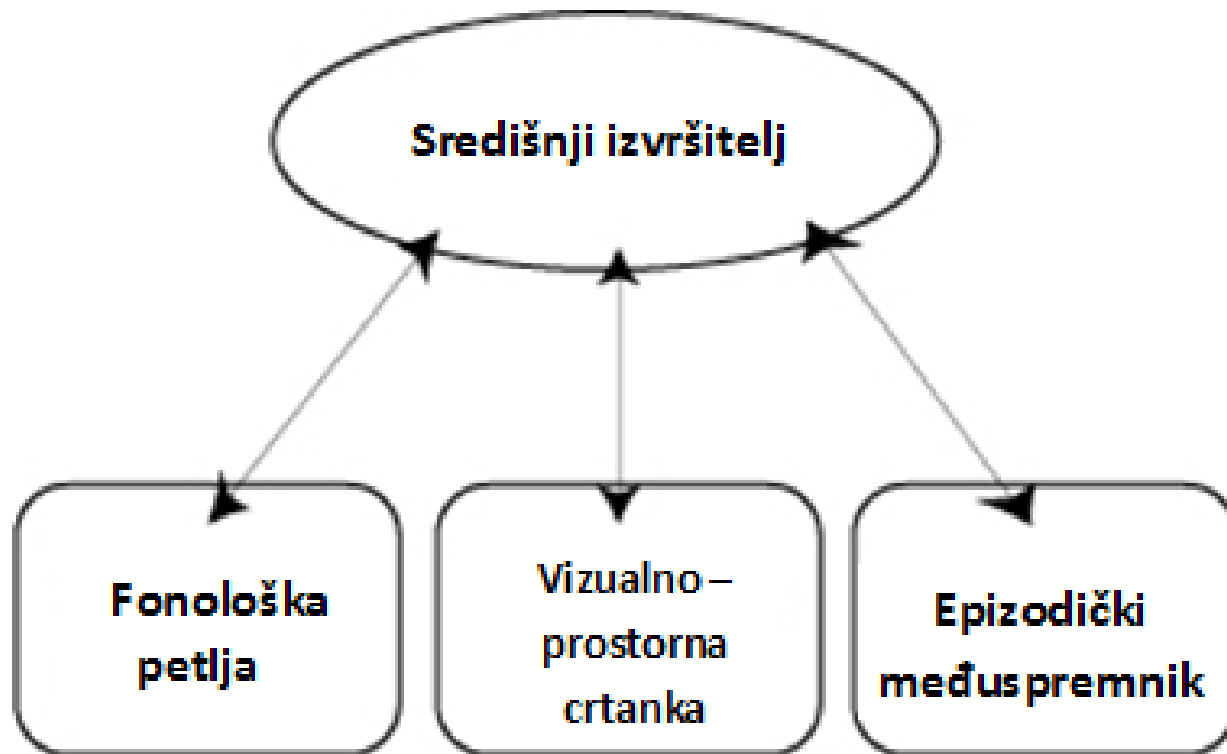 Središnji izvršitelj
Fonološka
petlja
Vizualno –
prostorna
crtanka
Epizodički
međuspremnik